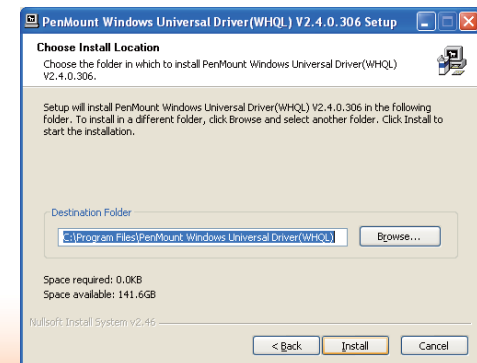 PenMount Windows Universal Driver(WHQL) V2.4.0.306 Setup
Choose Install Location
Choose the folder in which to install PenMount Windows Universal Driver(WHQL)
V2.4.0.306.
Setup will install PenMount Windows Universal Driver(WHQL) V2.4.0.306 in the following
folder. To install in a different folder, click Browse and select another folder. Click Install to
start the installation.
Destination Folder
C:\Program Files\PenMount Windows Universal Driver(WHQL)
Browse...
Space required: 0.0KB
Space available: 141.6GB
Nullsoft Install System v2.46
< Back Install Cancel